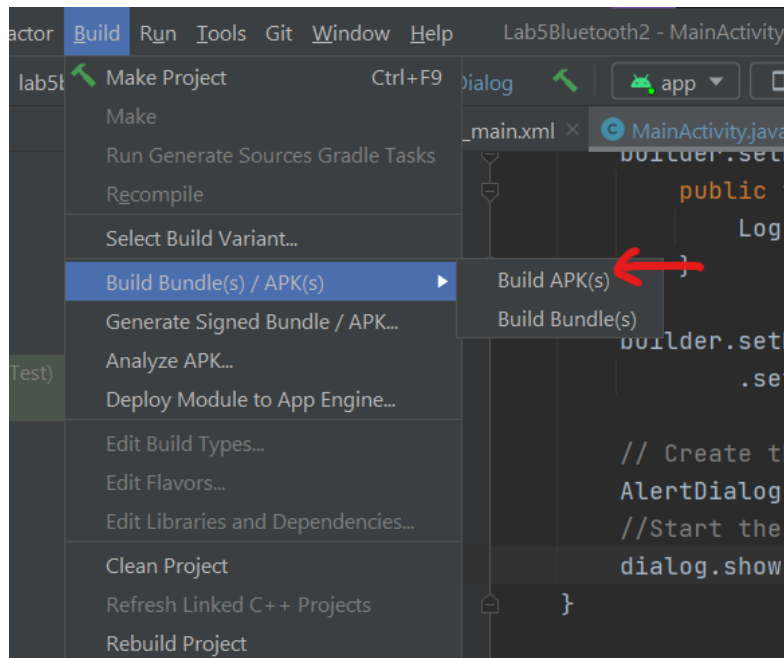 actor Build Run Tools Git Window Help Lab5Bluetooth2 - MainActivity
lab5b Dialog app
Make Project Ctrl+F9
Make
_main.xml MainActivity.java
Run Generate Sources Gradle Tasks
builder.set
Recompile
public
Select Build Variant...
Log
Build Bundle(s) / APK(s)
Build APK(s)
}
Generate Signed Bundle / APK...
Build Bundle(s)
builder.set
Analyze APK...
Test)
.se
Deploy Module to App Engine...
Edit Build Types...
// Create t
Edit Flavors...
AlertDialog
Edit Libraries and Dependencies...
//Start the
Clean Project
dialog.show
Refresh Linked C++ Projects
}
Rebuild Project